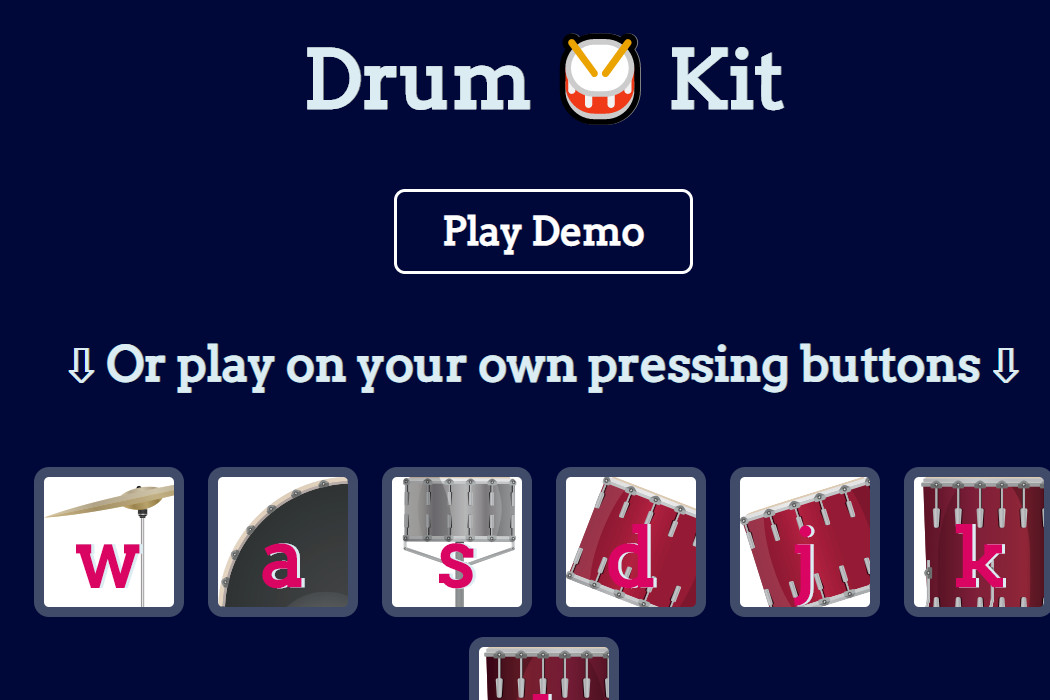 Drum Kit
Play Demo
⇩ Or play on your own pressing buttons ⇩
w a s d j k